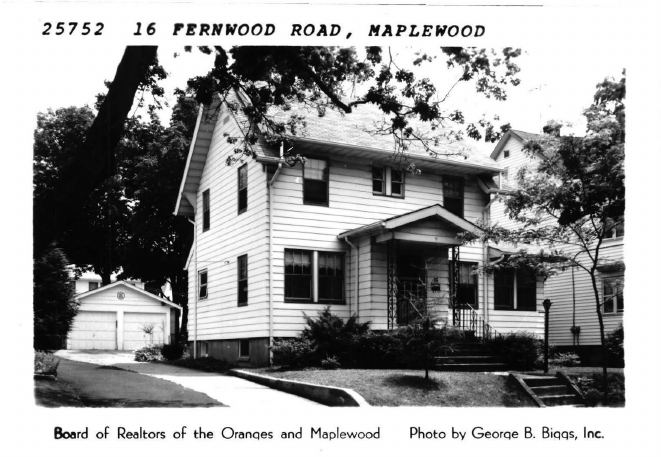 25752 16 FERNWOOD ROAD, MAPLEWOOD
Board of Realtors of the Oranges and Maplewood Photo by George B. Biggs, Inc.